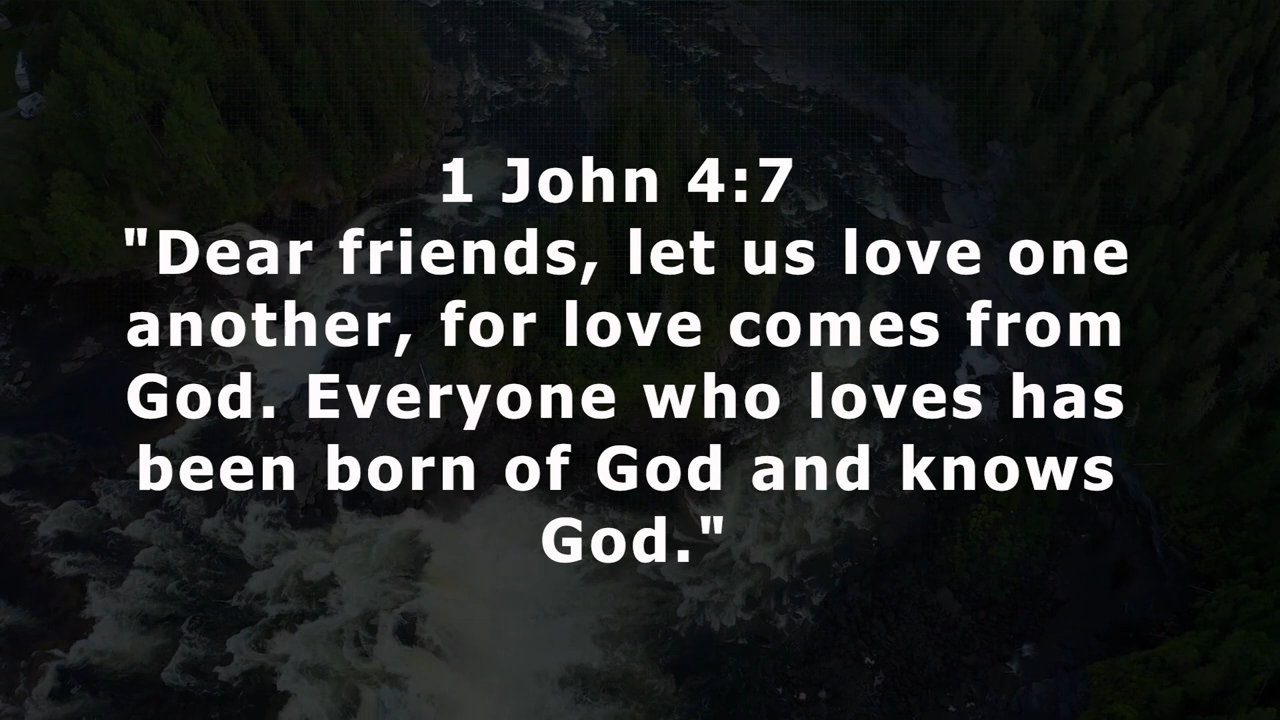 1 John 4:7
"Dear friends, let us love one
another, for love comes from
God. Everyone who loves has
been born of God and knows
God."